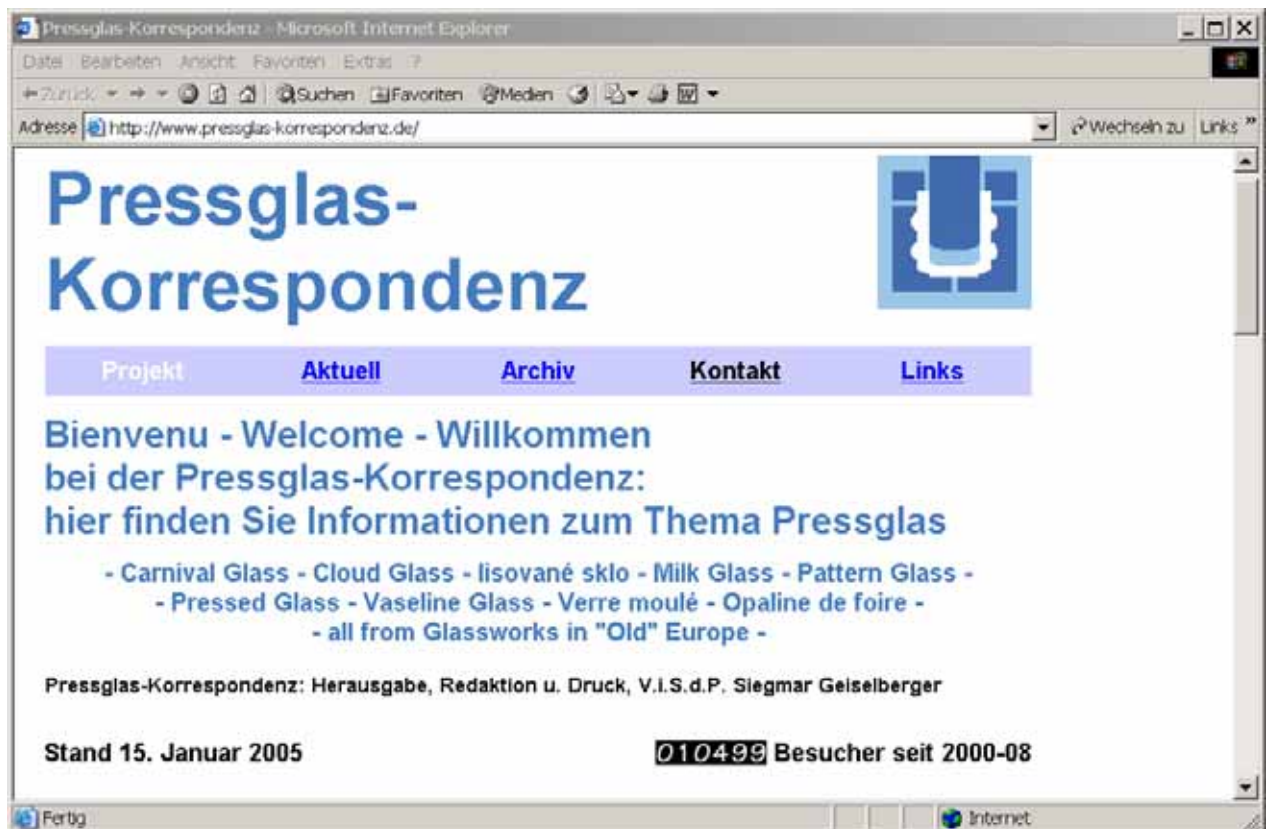 Pressglas-Korrespondenz - Microsoft Internet Explorer
Datei Bearbeiten Ansicht Favoriten Extras ?
Zurück Suchen Favoriten Medien
Adresse http://www.pressglas-korrespondenz.de/ Wechseln zu Links »
Pressglas-
Korrespondenz
Projekt Aktuell Archiv Kontakt Links
Bienvenu - Welcome - Willkommen
bei der Pressglas-Korrespondenz:
hier finden Sie Informationen zum Thema Pressglas
- Carnival Glass - Cloud Glass - lisované sklo - Milk Glass - Pattern Glass -
- Pressed Glass - Vaseline Glass - Verre moulé - Opaline de foire -
- all from Glassworks in "Old" Europe -
Pressglas-Korrespondenz: Herausgabe, Redaktion u. Druck, V.i.S.d.P. Siegmar Geiselberger
Stand 15. Januar 2005 010499 Besucher seit 2000-08
Fertig Internet